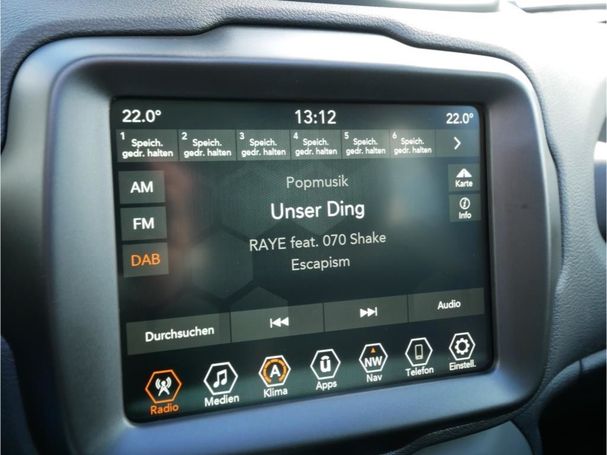 22.0° 13:12 22.0°
1 Speich. gedr. halten 2 Speich. gedr. halten 3 Speich. gedr. halten 4 Speich. gedr. halten 5 Speich. gedr. halten 6 Speich. gedr. halten
AM
FM
DAB
Popmusik
Unser Ding
RAYE feat. 070 Shake
Escapism
Karte
Info
Durchsuchen
Audio
Radio Medien A Klima ū Apps NW Nav Telefon Einstell.